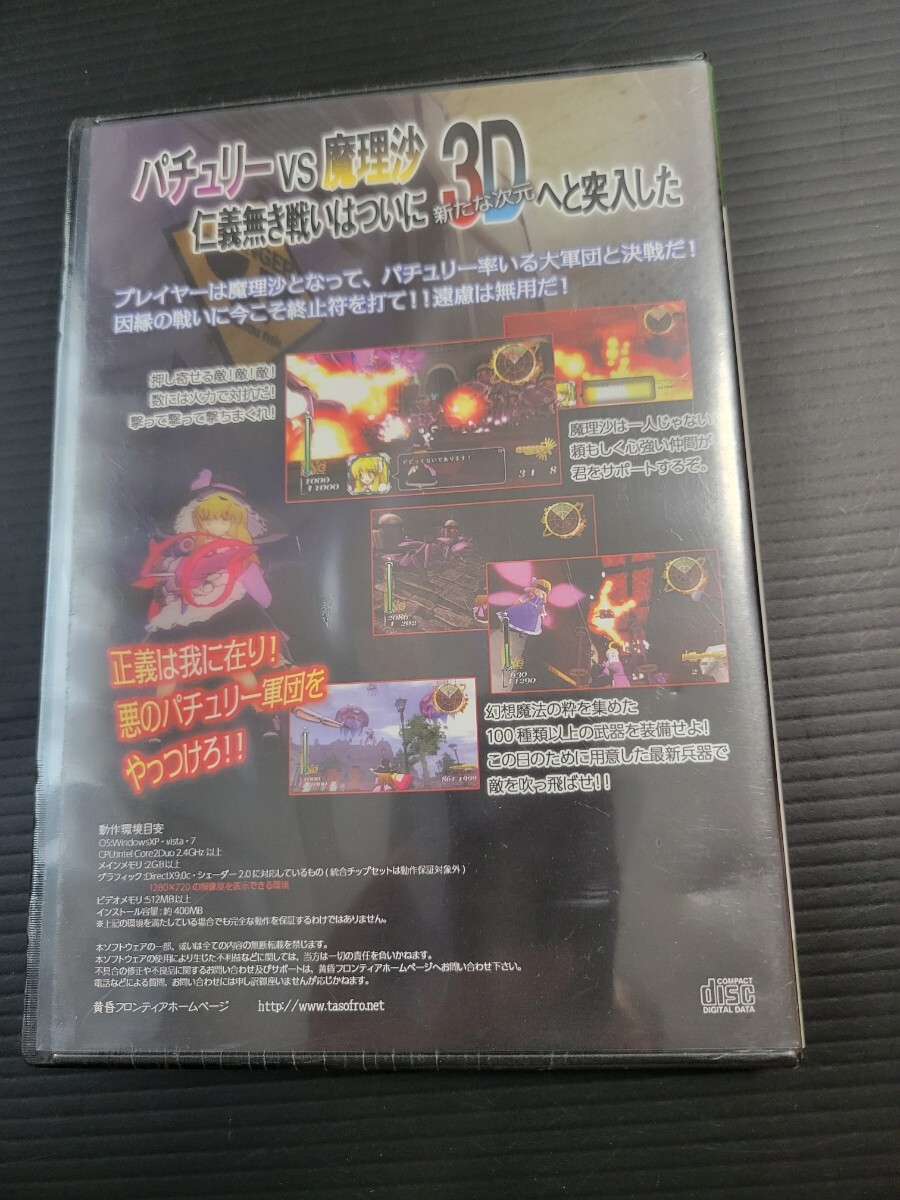 パチュリーVS魔理沙
仁義無き戦いはついに3D新たな次元へと突入した
プレイヤーは魔理沙となって、パチュリー率いる大軍団と決戦だ！
因縁の戦いに今こそ終止符を打て！！遠慮は無用だ！
押し寄せる敵！敵！敵！
数には火力で対抗だ！
撃って撃って撃ちまくれ！
魔理沙は一人じゃない
頼もしく心強い仲間が
君をサポートするぞ。
ビビってないであります！
1000
31 8
2086
630
正義は我に在り！
悪のパチュリー軍団を
やっつけろ！！
幻想魔法の粋を集めた
100種類以上の武器を装備せよ！
この日のために用意した最新兵器で
敵を吹っ飛ばせ！！
動作環境目安
OS:WindowsXP・vista・7
CPU:Intel Core2Duo 2.4GHz以上
メインメモリ:2GB以上
グラフィック:DirectX9.0c・シェーダー2.0に対応しているもの(統合チップセットは動作保証対象外)
1280×720の解像度を表示できる環境
ビデオメモリ:512MB以上
インストール容量:約400MB
※上記の環境を満たしている場合でも完全な動作を保証するわけではありません。
本ソフトウェアの一部、或いは全ての内容の無断転載を禁じます。
本ソフトウェアの使用により生じた不利益などに関しては、当方は一切の責任を負いかねます。
不具合の修正や不良品に関するお問い合わせ及びサポートは、黄昏フロンティアホームページへお問い合わせ下さい。
電話などによる質問、お問い合わせには申し訳御座いませんが応じかねます。
黄昏フロンティアホームページ http://www.tasofro.net
COMPACT
disc
DIGITAL DATA